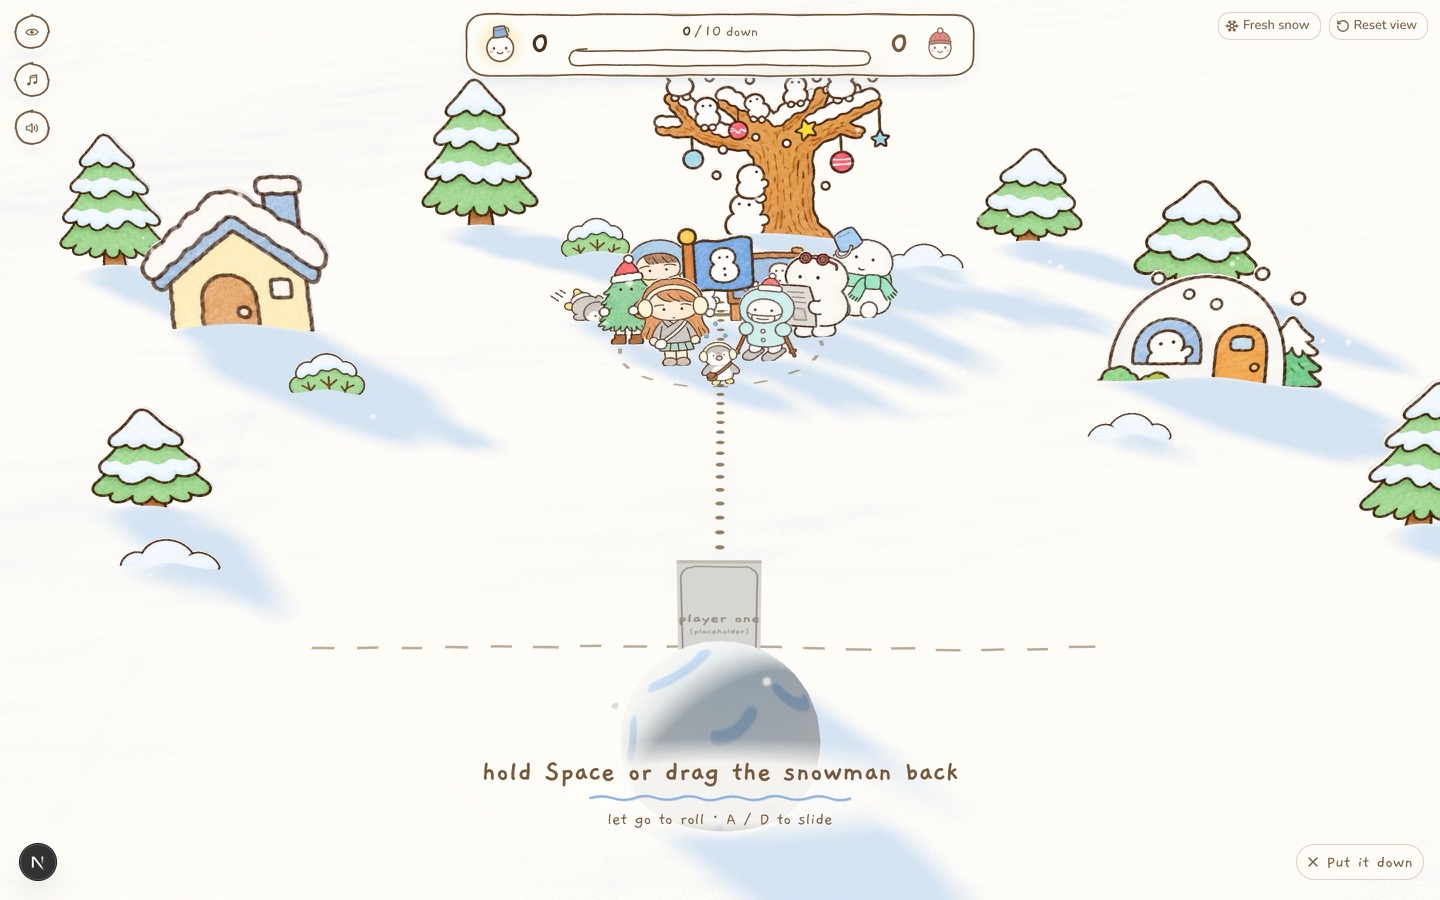 0
0/10 down
0
Fresh snow
Reset view
player one
(placeholder)
hold Space or drag the snowman back
let go to roll · A / D to slide
N
Put it down